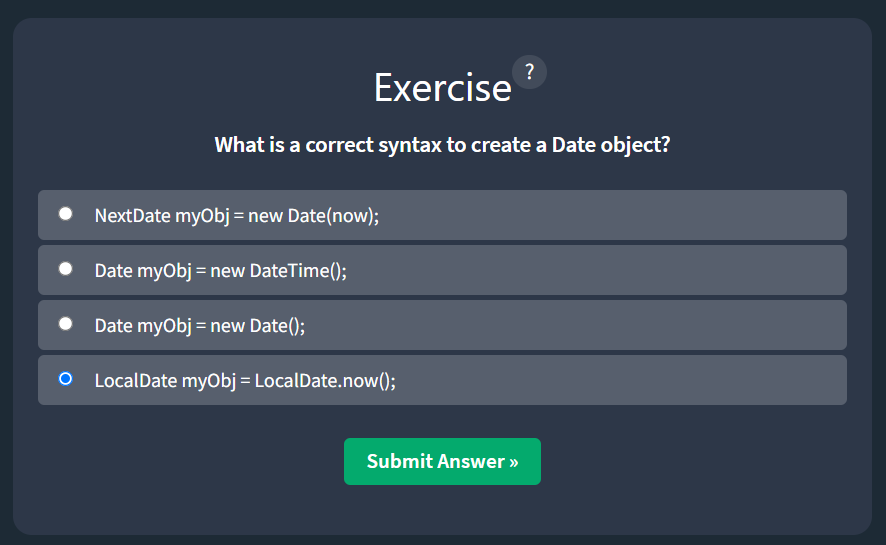 Exercise
?
What is a correct syntax to create a Date object?
NextDate myObj = new Date(now);
Date myObj = new DateTime();
Date myObj = new Date();
LocalDate myObj = LocalDate.now();
Submit Answer »